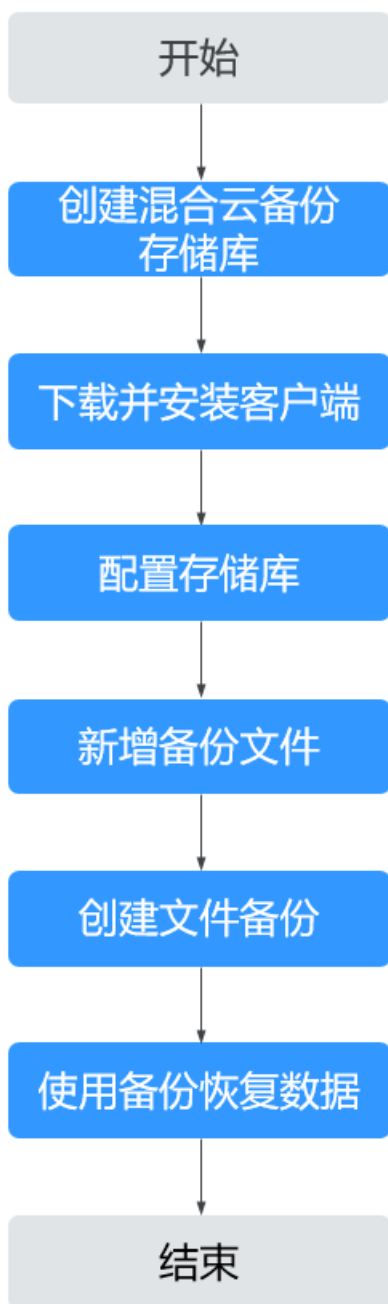 开始
创建混合云备份
存储库
下载并安装客户端
配置存储库
新增备份文件
创建文件备份
使用备份恢复数据
结束